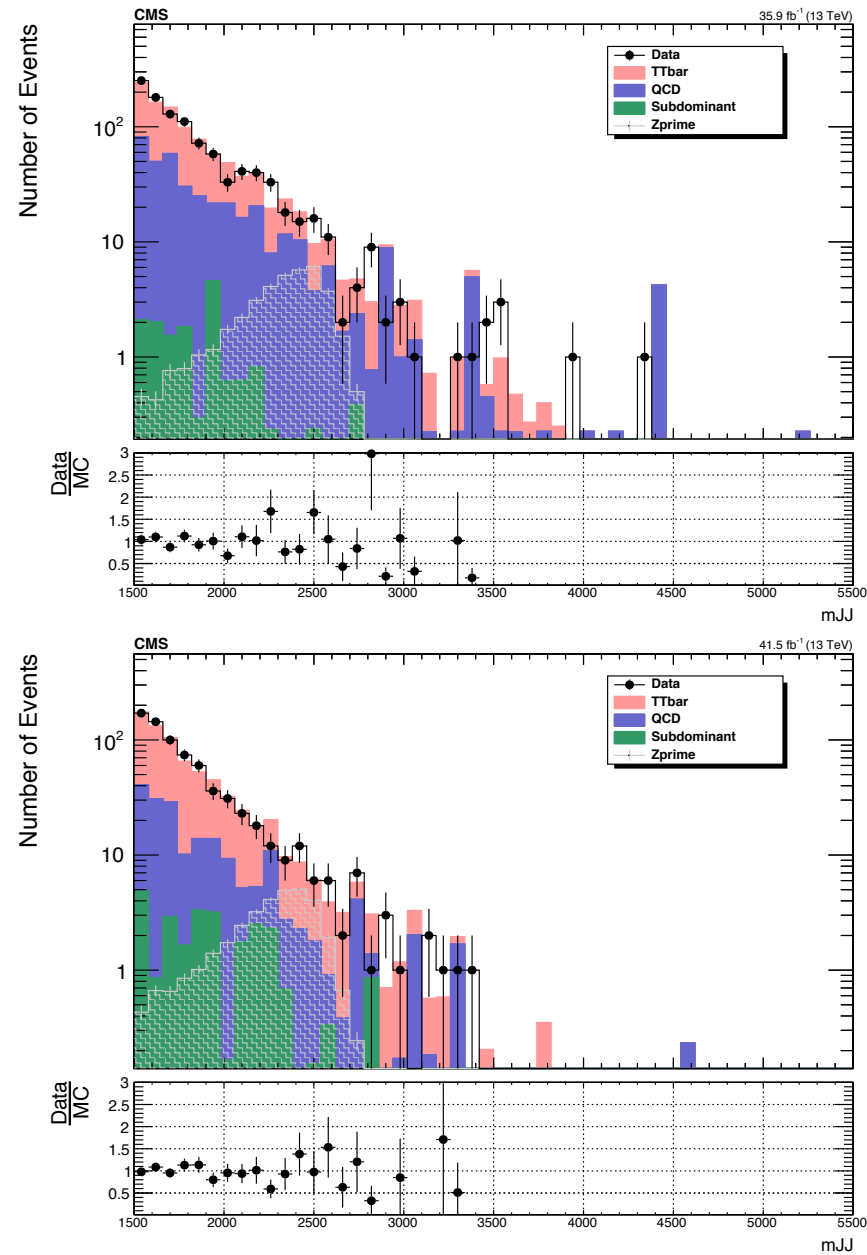 CMS 35.9 fb-1 (13 TeV)
Number of Events
10²
10
1
Data
TTbar
QCD
Subdominant
Zprime
Data
MC
3
2.5
2
1.5
1
0.5
1500 2000 2500 3000 3500 4000 4500 5000 5500
mJJ
CMS 41.5 fb-1 (13 TeV)
Number of Events
10²
10
1
Data
TTbar
QCD
Subdominant
Zprime
Data
MC
3
2.5
2
1.5
1
0.5
1500 2000 2500 3000 3500 4000 4500 5000 5500
mJJ